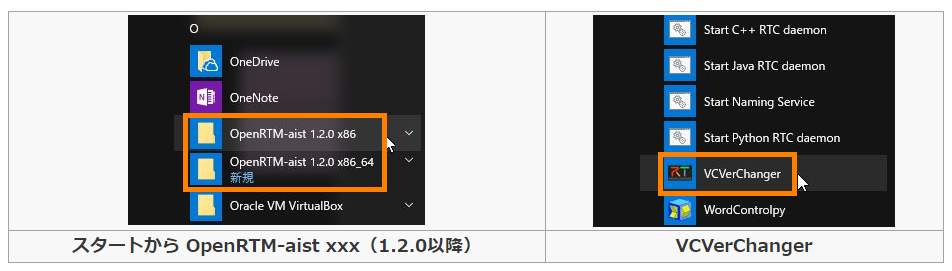 O
OneDrive
OneNote
OpenRTM-aist 1.2.0 x86
OpenRTM-aist 1.2.0 x86_64
新規
Oracle VM VirtualBox
スタートから OpenRTM-aist xxx（1.2.0以降）
Start C++ RTC daemon
Start Java RTC daemon
Start Naming Service
Start Python RTC daemon
RT
VCVerChanger
WordControlpy
VCVerChanger